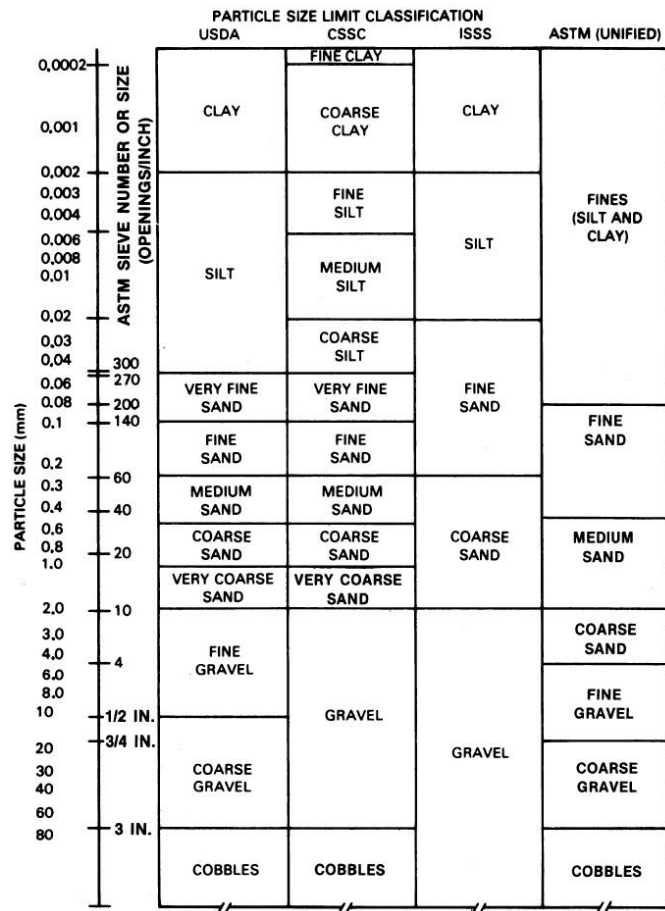 PARTICLE SIZE LIMIT CLASSIFICATION
USDA CSSC ISSS ASTM (UNIFIED)
PARTICLE SIZE (mm)
0.0002
0.001
0.002
0.003
0.004
0.006
0.008
0.01
0.02
0.03
0.04
0.06
0.08
0.1
0.2
0.3
0.4
0.6
0.8
1.0
2.0
3.0
4.0
6.0
8.0
10
20
30
40
60
80
ASTM SIEVE NUMBER OR SIZE
(OPENINGS/INCH)
300
270
200
140
60
40
20
10
4
1/2 IN.
3/4 IN.
3 IN.
CLAY
SILT
VERY FINE
SAND
FINE
SAND
MEDIUM
SAND
COARSE
SAND
VERY COARSE
SAND
FINE
GRAVEL
COARSE
GRAVEL
COBBLES
FINE CLAY
COARSE
CLAY
FINE
SILT
MEDIUM
SILT
COARSE
SILT
VERY FINE
SAND
FINE
SAND
MEDIUM
SAND
COARSE
SAND
VERY COARSE
SAND
GRAVEL
COBBLES
CLAY
SILT
FINE
SAND
COARSE
SAND
GRAVEL
FINES
(SILT AND
CLAY)
FINE
SAND
MEDIUM
SAND
COARSE
SAND
FINE
GRAVEL
COARSE
GRAVEL
COBBLES